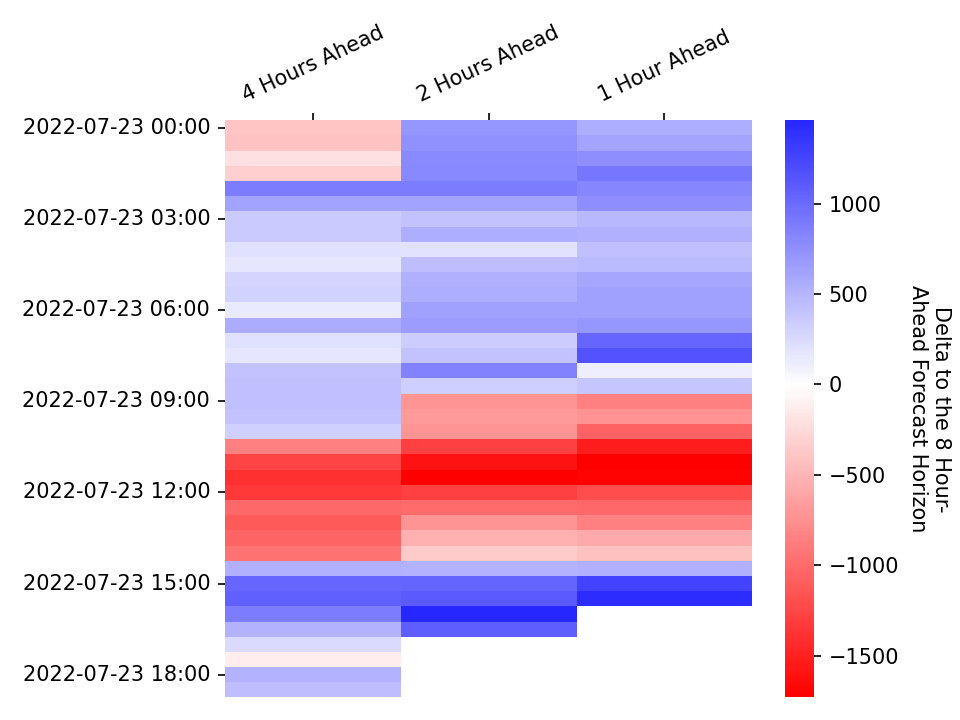 4 Hours Ahead
2 Hours Ahead
1 Hour Ahead
2022-07-23 00:00
2022-07-23 03:00
2022-07-23 06:00
2022-07-23 09:00
2022-07-23 12:00
2022-07-23 15:00
2022-07-23 18:00
1000
500
0
−500
−1000
−1500
Delta to the 8 Hour-
Ahead Forecast Horizon